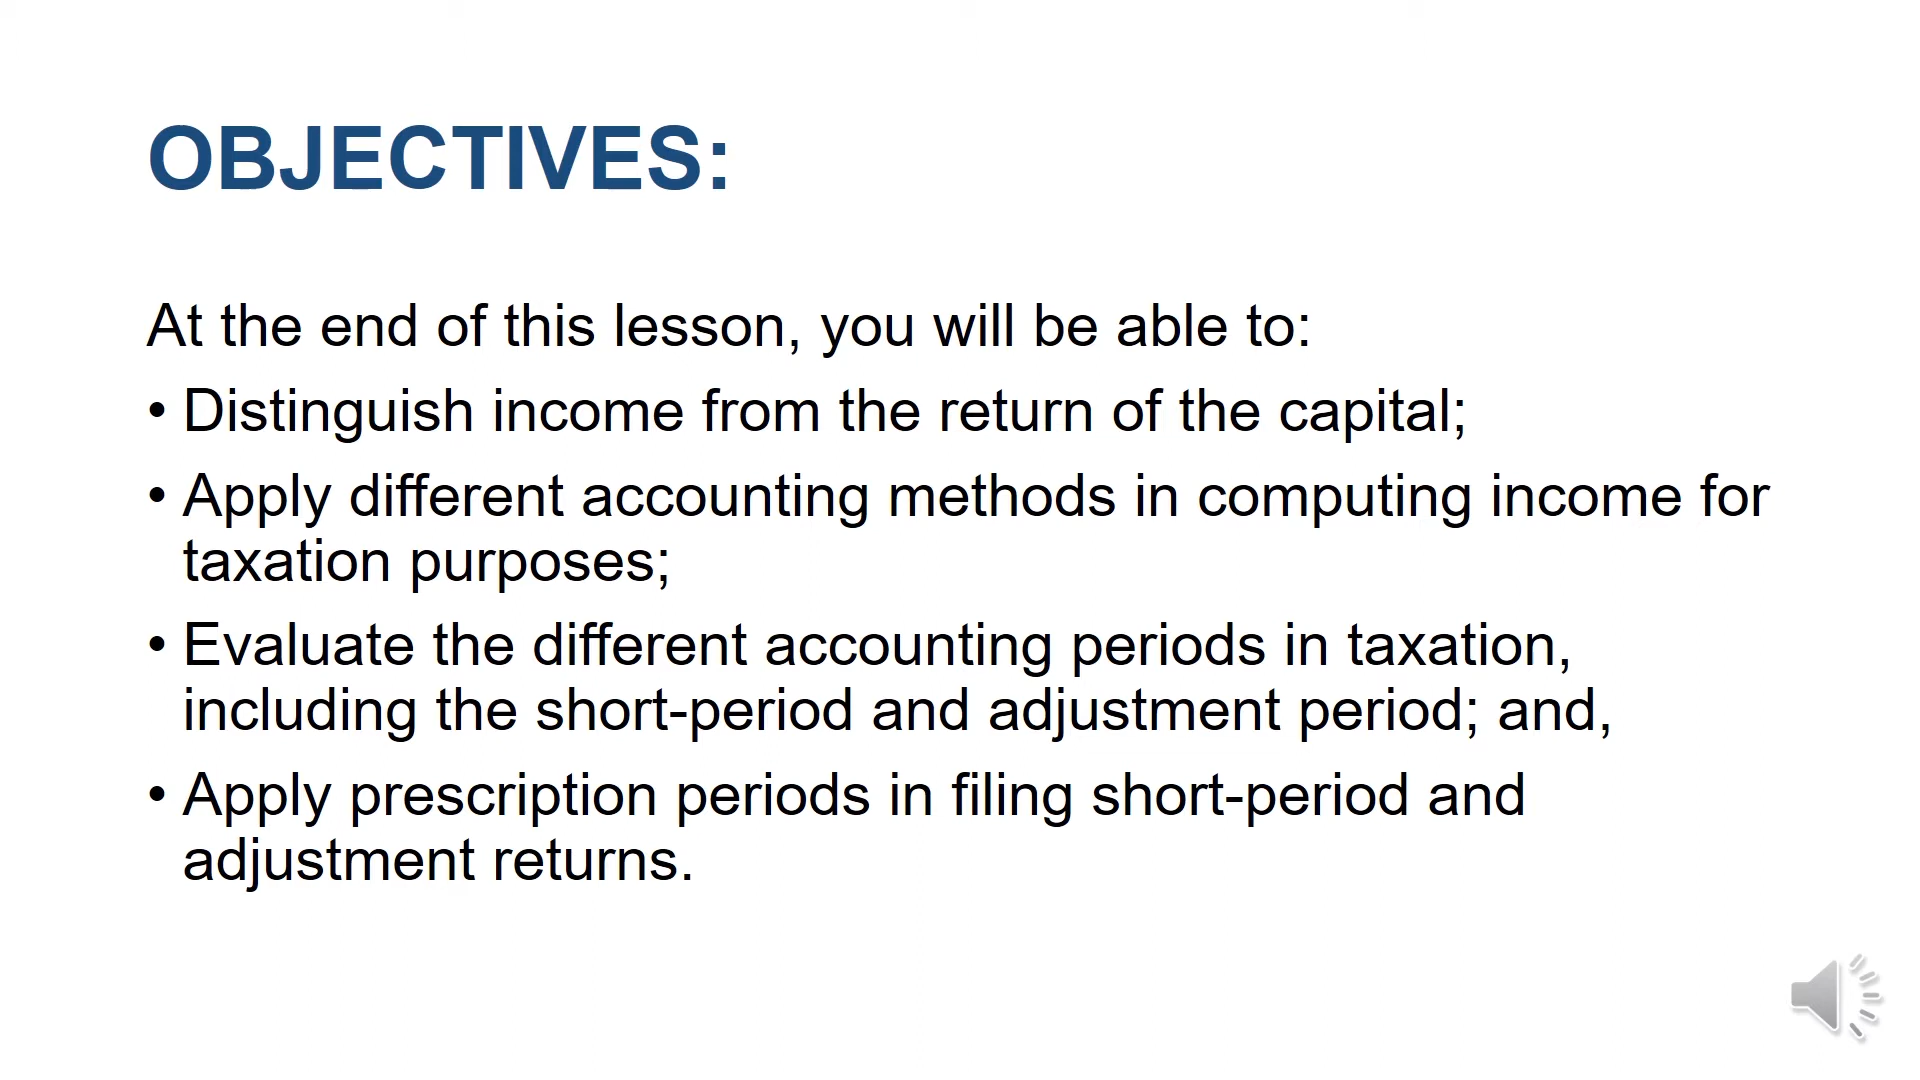 OBJECTIVES:
At the end of this lesson, you will be able to:
• Distinguish income from the return of the capital;
• Apply different accounting methods in computing income for
taxation purposes;
• Evaluate the different accounting periods in taxation,
including the short-period and adjustment period; and,
• Apply prescription periods in filing short-period and
adjustment returns.